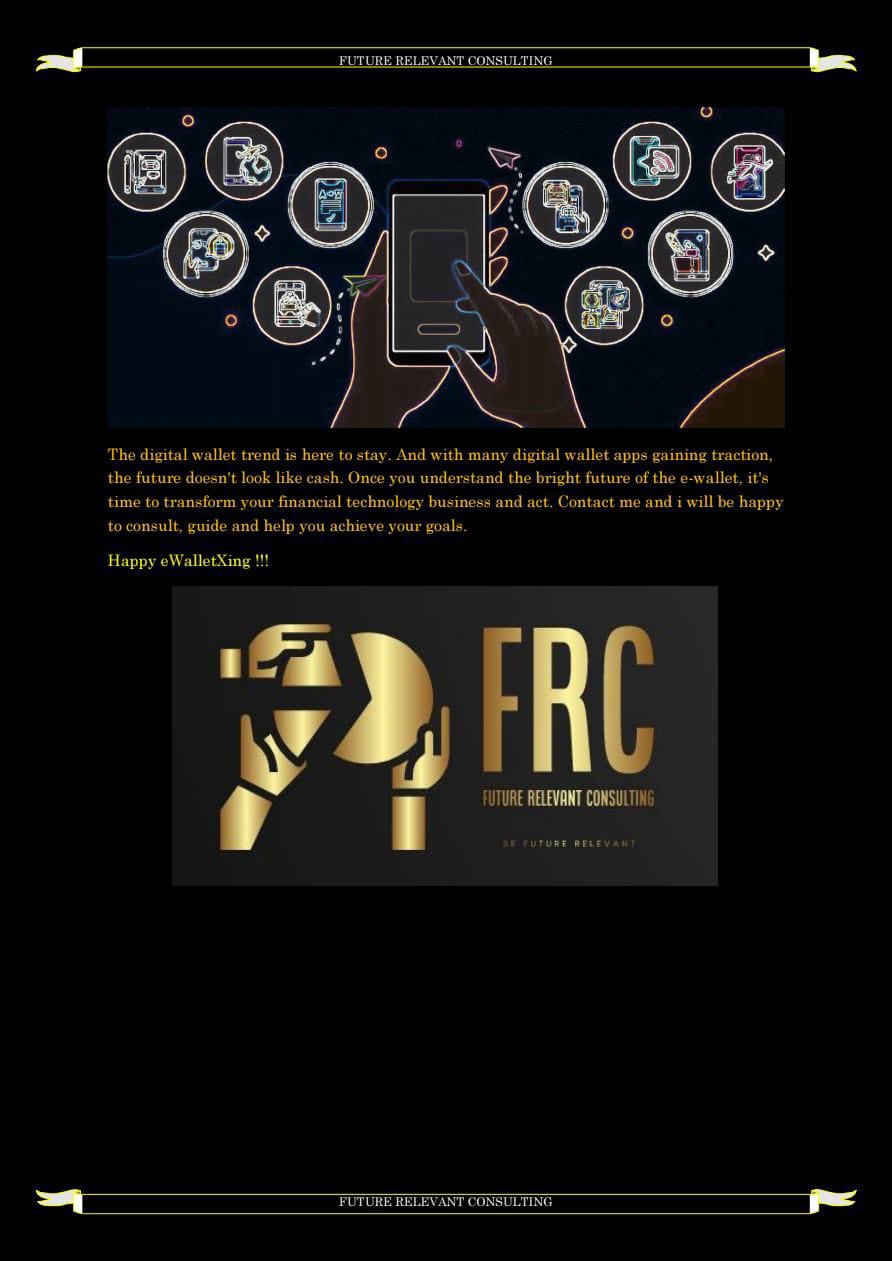 FUTURE RELEVANT CONSULTING
The digital wallet trend is here to stay. And with many digital wallet apps gaining traction,
the future doesn't look like cash. Once you understand the bright future of the e-wallet, it's
time to transform your financial technology business and act. Contact me and i will be happy
to consult, guide and help you achieve your goals.
Happy eWalletXing !!!
FRC
FUTURE RELEVANT CONSULTING
BE FUTURE RELEVANT
FUTURE RELEVANT CONSULTING